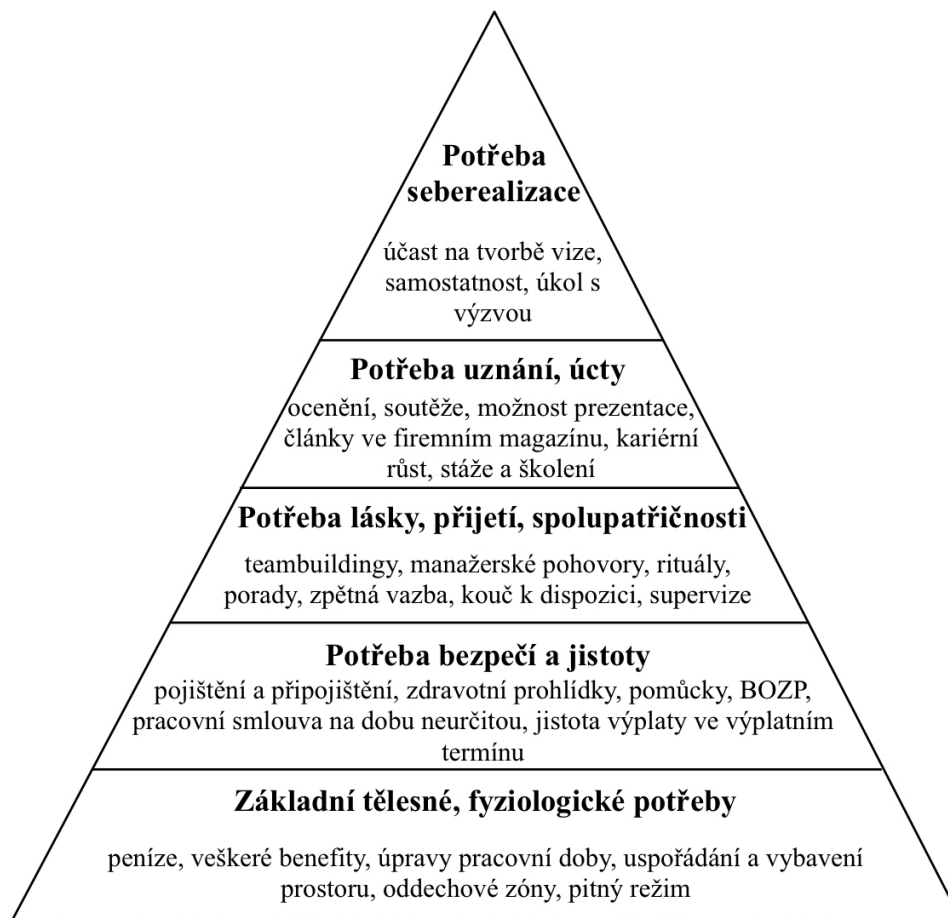 Potřeba
seberealizace
účast na tvorbě vize,
samostatnost, úkol s
výzvou
Potřeba uznání, úcty
ocenění, soutěže, možnost prezentace,
články ve firemním magazínu, kariérní
růst, stáže a školení
Potřeba lásky, přijetí, spolupatřičnosti
teambuildingy, manažerské pohovory, rituály,
porady, zpětná vazba, kouč k dispozici, supervize
Potřeba bezpečí a jistoty
pojištění a připojištění, zdravotní prohlídky, pomůcky, BOZP,
pracovní smlouva na dobu neurčitou, jistota výplaty ve výplatním
termínu
Základní tělesné, fyziologické potřeby
peníze, veškeré benefity, úpravy pracovní doby, uspořádání a vybavení
prostoru, oddechové zóny, pitný režim